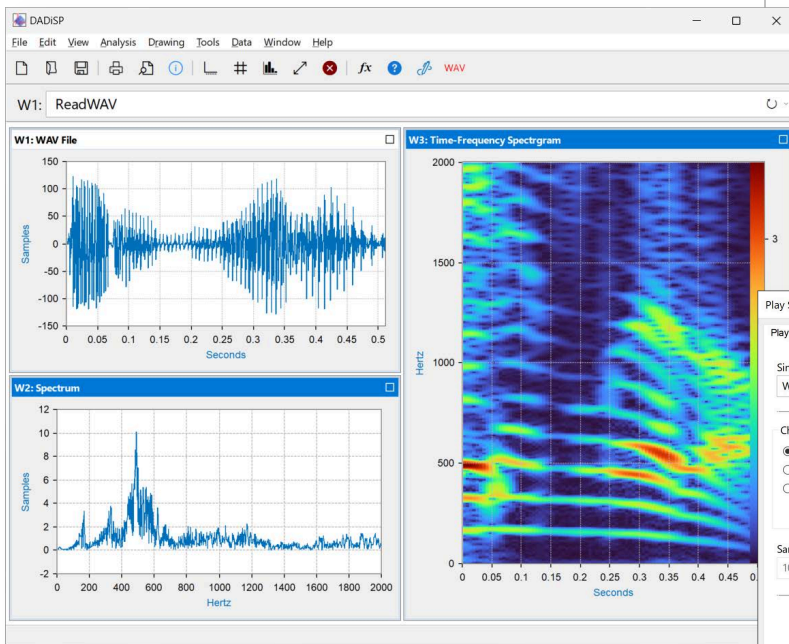 DADiSP
File Edit View Analysis Drawing Tools Data Window Help
fx ? WAV
W1: ReadWAV
W1: WAV File
150
100
50
0
-50
-100
-150
Samples
0 0.05 0.1 0.15 0.2 0.25 0.3 0.35 0.4 0.45 0.5
Seconds
W2: Spectrum
12
10
8
6
4
2
0
-2
Samples
0 200 400 600 800 1000 1200 1400 1600 1800 2000
Hertz
W3: Time-Frequency Spectrgram
2000
1500
1000
500
0
Hertz
0 0.05 0.1 0.15 0.2 0.25 0.3 0.35 0.4 0.45
Seconds
3
Play
Play